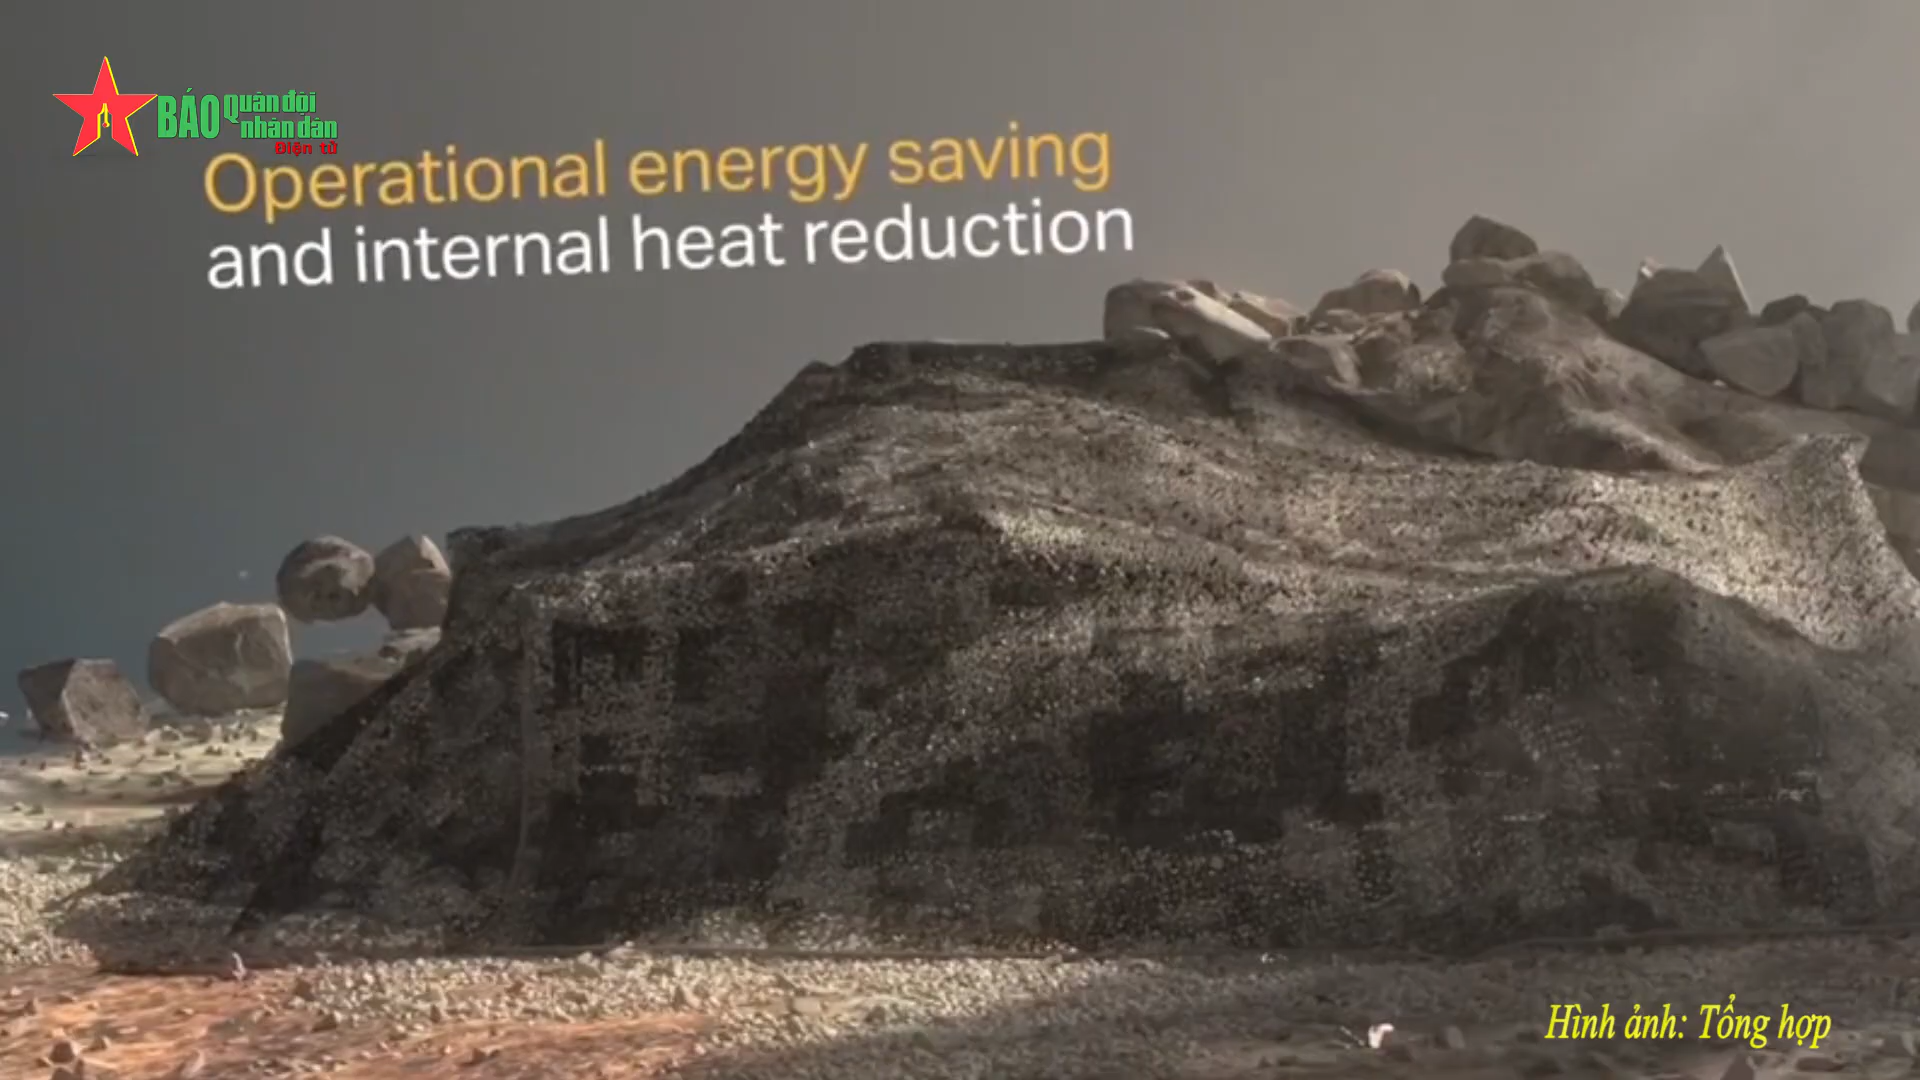 BÁO Quân đội
nhân dân
Điện tử
Operational energy saving
and internal heat reduction
Hình ảnh: Tổng hợp